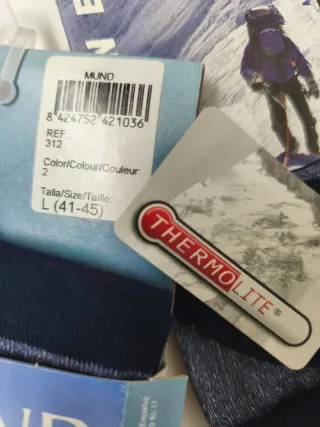 MUND
8 424752 421036
REF.:
312
Color/Colour/Couleur:
2
Talla/Size/Taille:
L (41-45)
THERMOLITE®